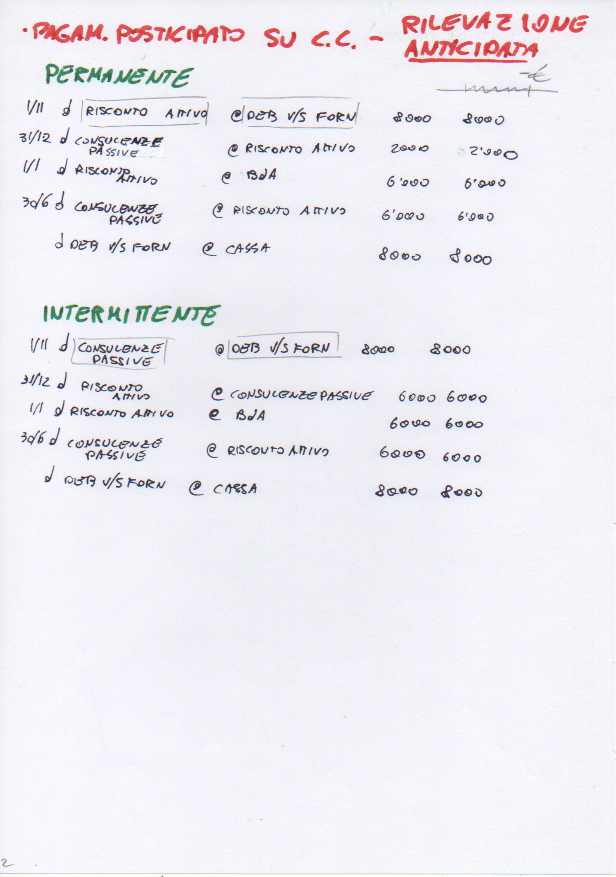 · PAGAM. POSTICIPATO SU C.C. - RILEVAZIONE
ANTICIPATA
PERMANENTE
-€
1/11 d RISCONTO ATTIVO @ DEB V/S FORN 8000 8000
31/12 d CONSULENZE PASSIVE @ RISCONTO ATTIVO 2000 2'000
1/1 d RISCONTO ATTIVO @ BdA 6'000 6'000
30/6 d CONSULENZE PASSIVE @ RISCONTO ATTIVO 6'000 6'000
d DEB V/S FORN @ CASSA 8000 8000
INTERMITTENTE
1/11 d CONSULENZE PASSIVE @ DEB V/S FORN 8000 8000
31/12 d RISCONTO ATTIVO @ CONSULENZE PASSIVE 6000 6000
1/1 d RISCONTO ATTIVO @ BdA 6000 6000
30/6 d CONSULENZE PASSIVE @ RISCONTO ATTIVO 6000 6000
d DEB V/S FORN @ CASSA 8000 8000
2